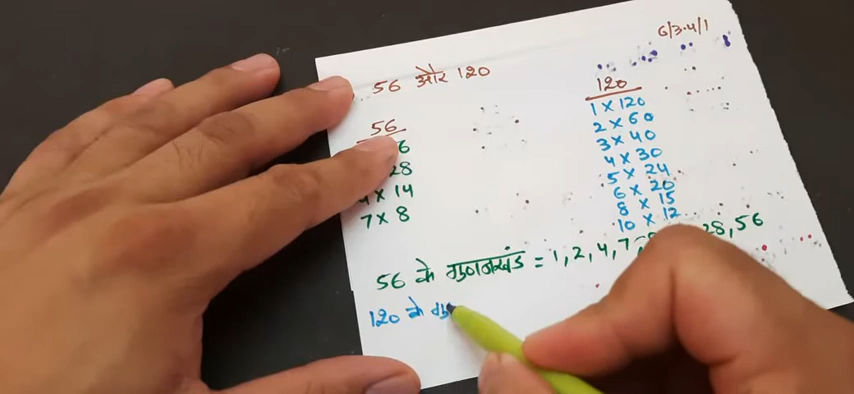 6/3.4/1
56 और 120
56
6
28
4 × 14
7 × 8
120
1 × 120
2 × 60
3 × 40
4 × 30
5 × 24
6 × 20
8 × 15
10 × 12
56 के गुणनखंड = 1, 2, 4, 7, 28, 56
120 के गु